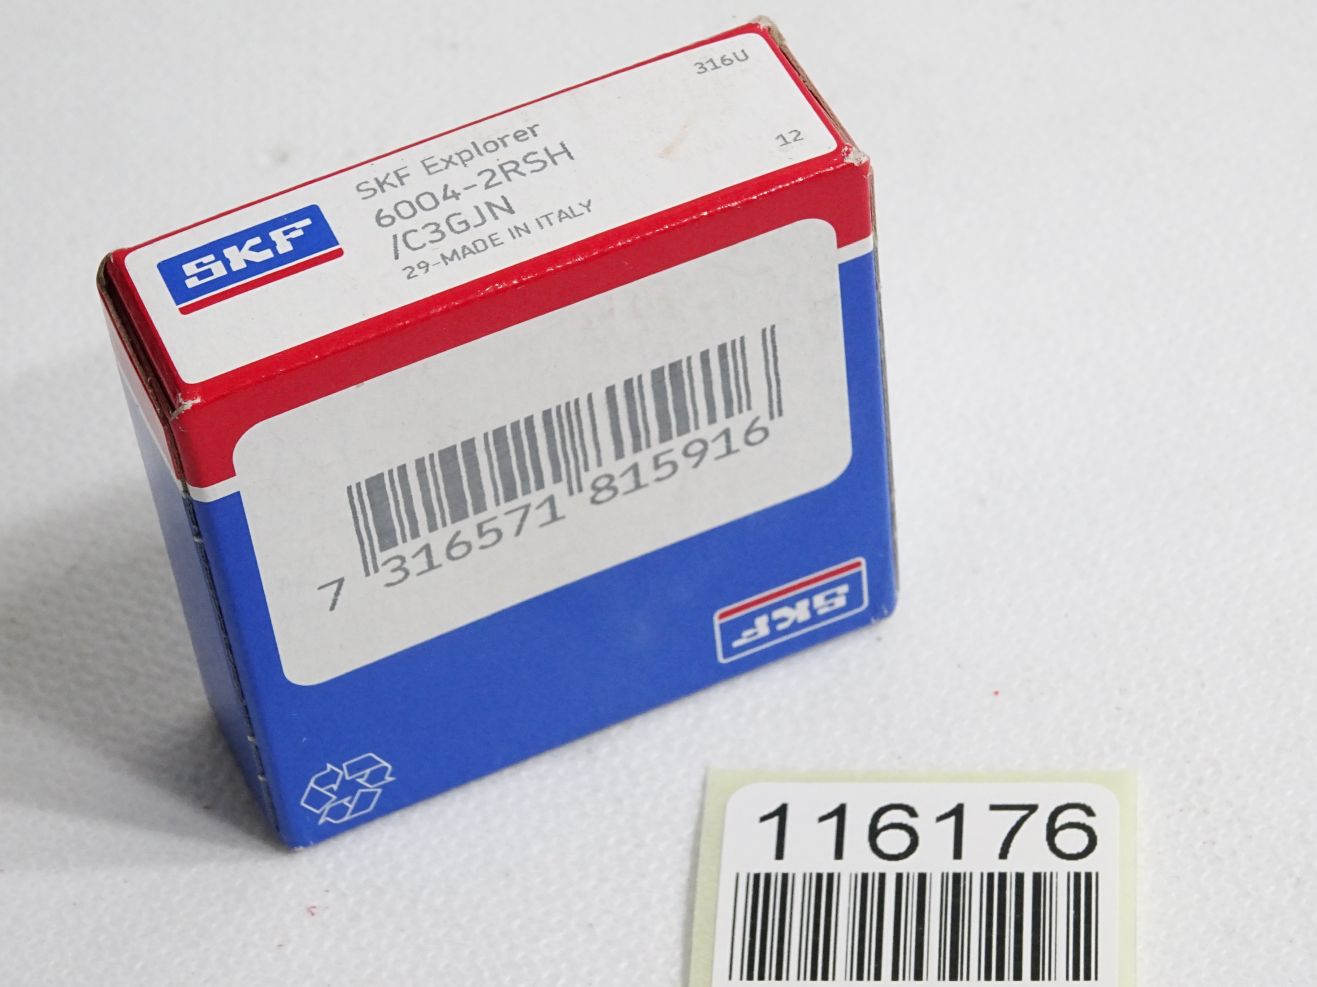 SKF
SKF Explorer
6004-2RSH
/C3GJN
29-MADE IN ITALY
316U
12
7 316571 815916
SKF
116176